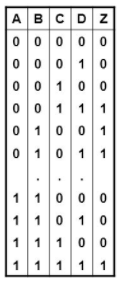 A B C D Z
0 0 0 0 0
0 0 0 1 0
0 0 1 0 0
0 0 1 1 1
0 1 0 0 1
0 1 0 1 1
. . .
1 1 0 0 0
1 1 0 1 0
1 1 1 0 0
1 1 1 1 1